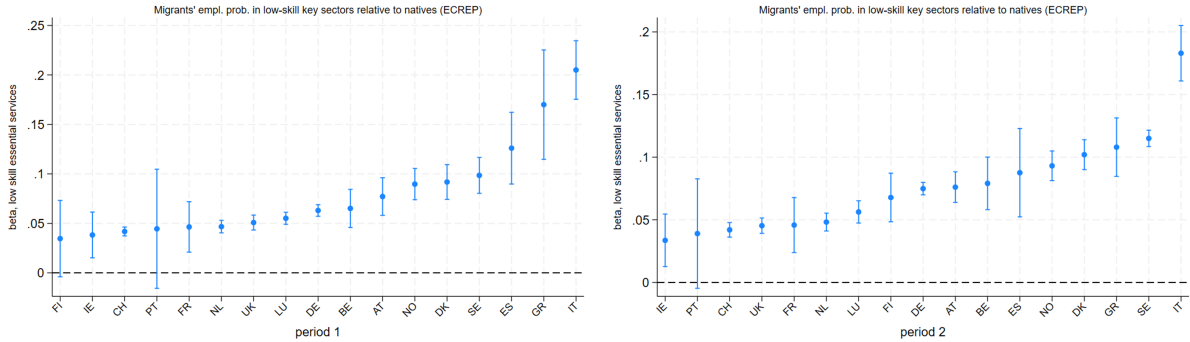 Migrants' empl. prob. in low-skill key sectors relative to natives (ECREP)
beta, low skill essential services
.25
.2
.15
.1
.05
0
FI IE CH PT FR NL UK LU DE BE AT NO DK SE ES GR IT
period 1
Migrants' empl. prob. in low-skill key sectors relative to natives (ECREP)
beta, low skill essential services
.2
.15
.1
.05
0
IE PT CH UK FR NL LU FI DE AT BE ES NO DK GR SE IT
period 2